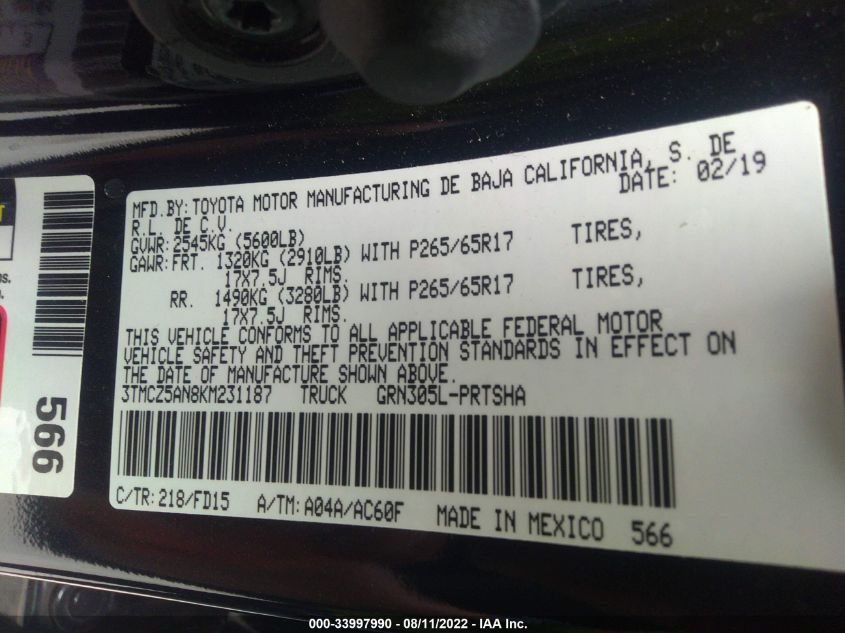 MFD.BY: TOYOTA MOTOR MANUFACTURING DE BAJA CALIFORNIA, S. DE
R.L. DE C.V. DATE: 02/19
GVWR: 2545KG (5600LB)
GAWR: FRT. 1320KG (2910LB) WITH P265/65R17 TIRES,
17X7.5J RIMS.
RR. 1490KG (3280LB) WITH P265/65R17 TIRES,
17X7.5J RIMS.
THIS VEHICLE CONFORMS TO ALL APPLICABLE FEDERAL MOTOR
VEHICLE SAFETY AND THEFT PREVENTION STANDARDS IN EFFECT ON
THE DATE OF MANUFACTURE SHOWN ABOVE.
3TMCZ5AN8KM231187 TRUCK GRN305L-PRTSHA
C/TR: 218/FD15 A/TM: A04A/AC60F MADE IN MEXICO 566
566
000-33997990 - 08/11/2022 - IAA Inc.